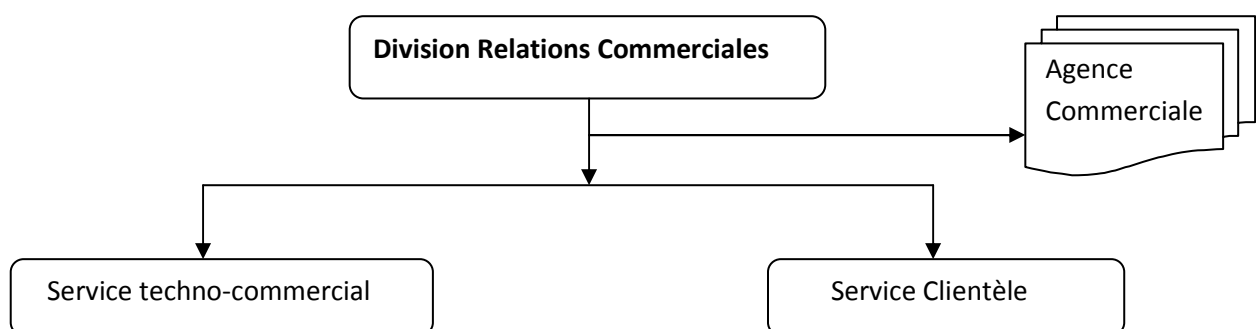 Division Relations Commerciales
Agence
Commerciale
Service techno-commercial
Service Clientèle